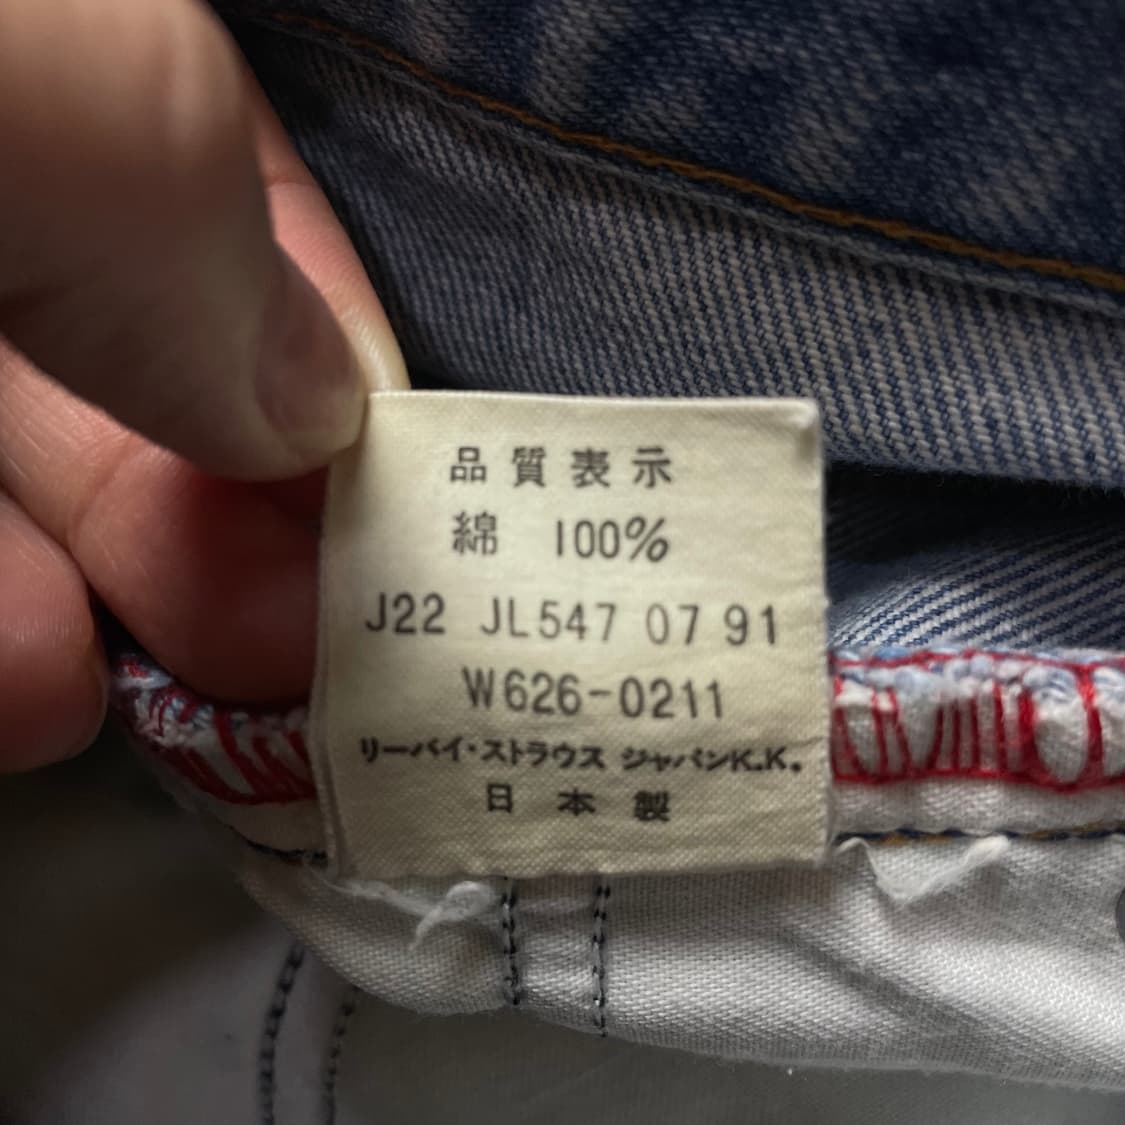 品質表示
綿 100%
J22 JL547 07 91
W626-0211
リーバイ・ストラウス ジャパンK.K.
日本製